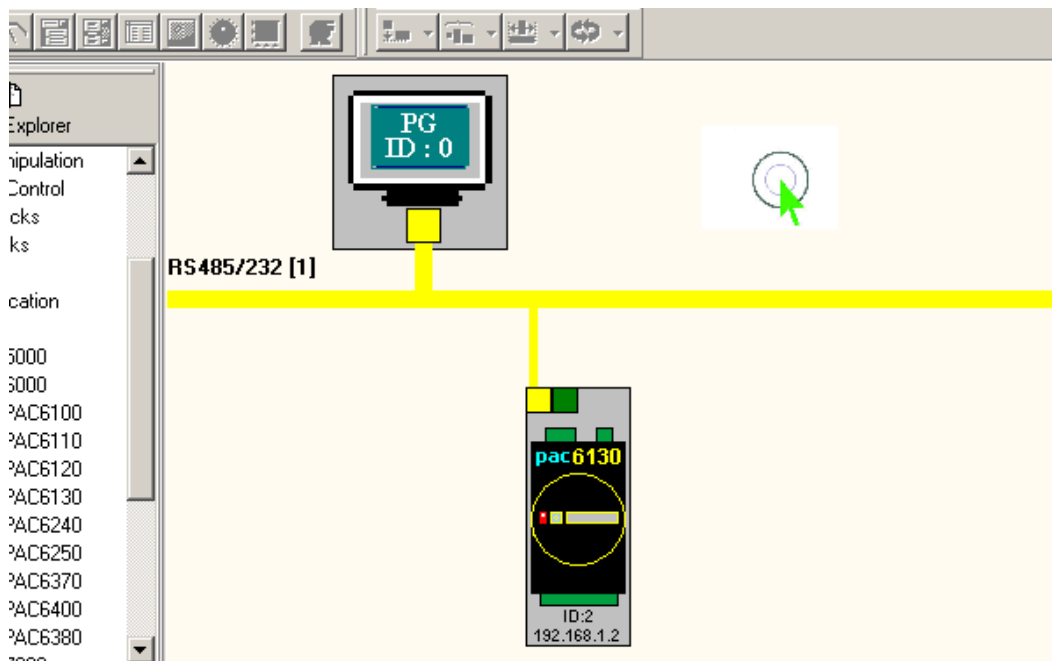 Explorer
nipulation
Control
cks
ks
cation
5000
6000
PAC6100
PAC6110
PAC6120
PAC6130
PAC6240
PAC6250
PAC6370
PAC6400
PAC6380
PG
ID : 0
RS485/232 [1]
pac6130
ID:2
192.168.1.2